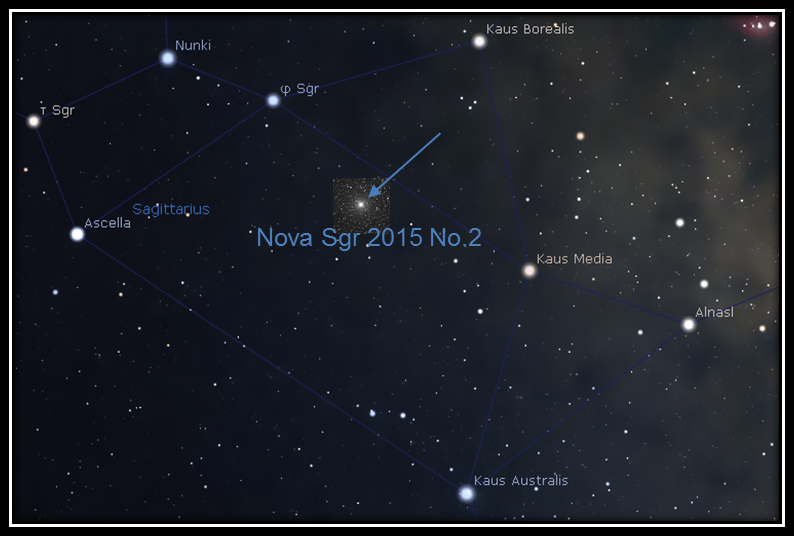 Kaus Borealis
Nunki
φ Sgr
τ Sgr
Sagittarius
Ascella
Nova Sgr 2015 No.2
Kaus Media
Alnasl
Kaus Australis